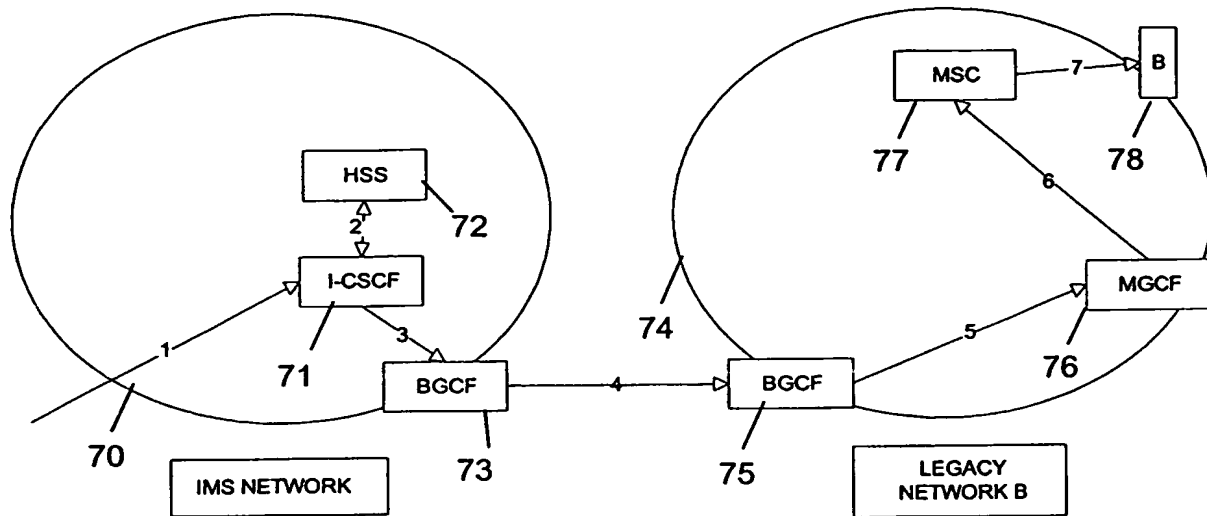 MSC
7
B
77
78
HSS
72
2
6
I-CSCF
74
MGCF
1
71
3
5
76
BGCF
4
BGCF
70
73
75
IMS NETWORK
LEGACY
NETWORK B